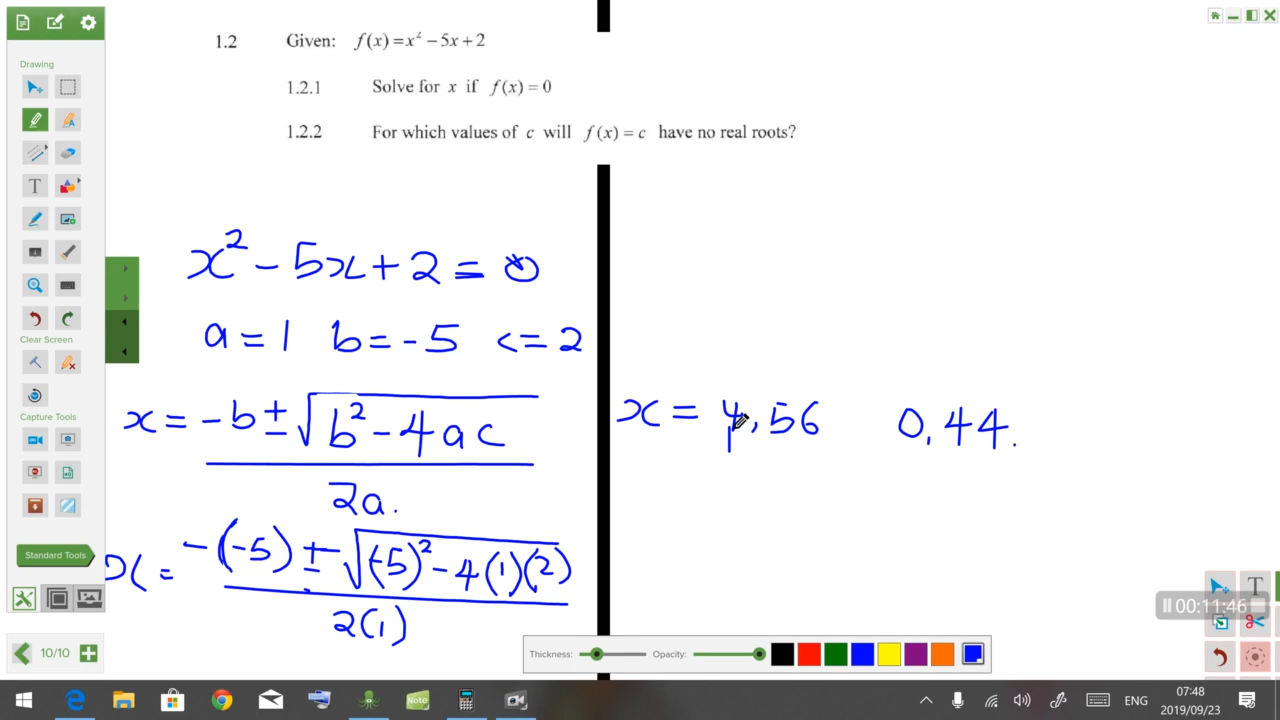 Drawing
Clear Screen
Capture Tools
Standard Tools
10/10
1.2 Given: f(x)=x² − 5x + 2
1.2.1 Solve for x if f(x) = 0
1.2.2 For which values of c will f(x) = c have no real roots?
x² − 5x + 2 = 0
a = 1 b = -5 c = 2
x = -b ± √(b² - 4ac)
2a.
x = -(-5) ± √((-5)² - 4(1)(2))
2(1)
x = 4,56 0,44.
00:11:46
Thickness: Opacity:
Note
ENG
07:48
2019/09/23